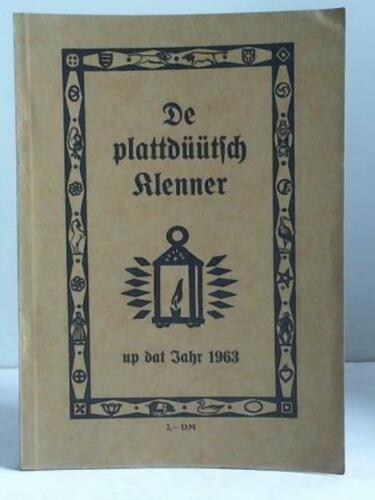 De
plattdüütsch
Klenner
up dat Jahr 1963
2,– DM